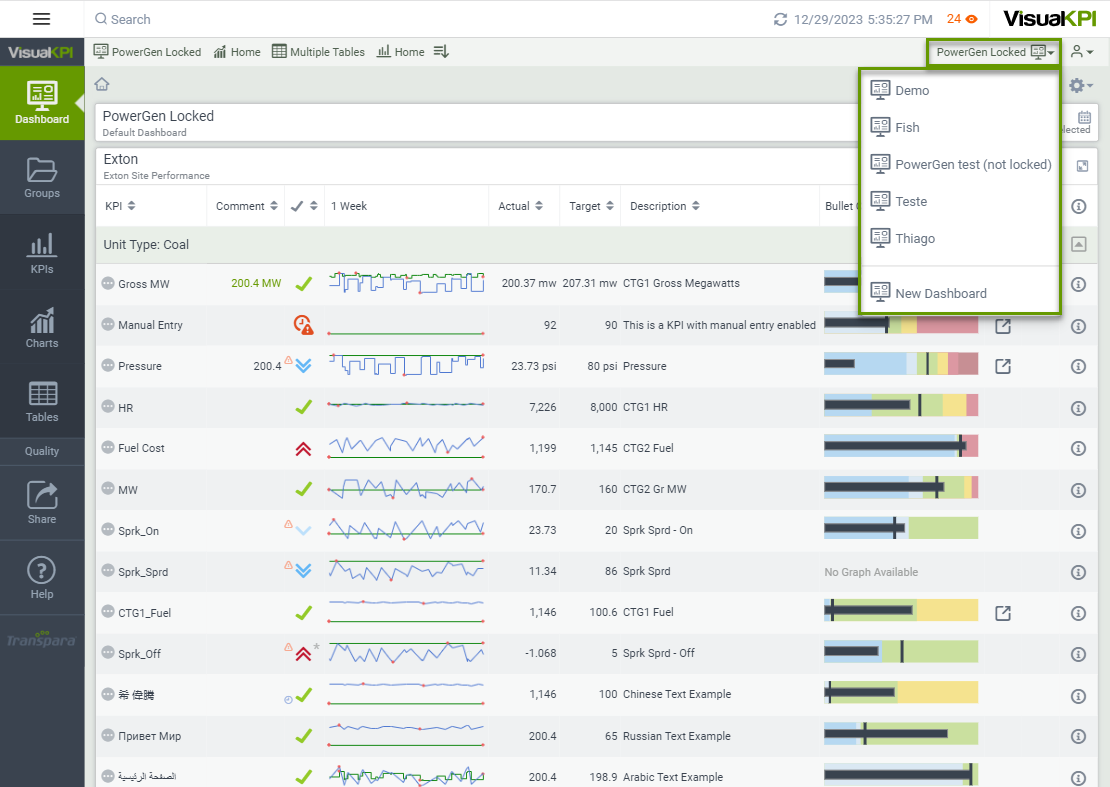 Search
12/29/2023 5:35:27 PM
24
VisualKPI
VisualKPI
PowerGen Locked
Home
Multiple Tables
Home
PowerGen Locked
Dashboard
Groups
KPIs
Charts
Tables
Quality
Share
Help
Transpara
PowerGen Locked
Default Dashboard
Exton
Exton Site Performance
Demo
Fish
PowerGen test (not locked)
Teste
Thiago
New Dashboard
KPI Comment 1 Week Actual Target Description Bullet
Unit Type: Coal
Gross MW 200.4 MW 200.37 mw 207.31 mw CTG1 Gross Megawatts
Manual Entry 92 90 This is a KPI with manual entry enabled
Pressure 200.4 23.73 psi 80 psi Pressure
HR 7,226 8,000 CTG1 HR
Fuel Cost 1,199 1,145 CTG2 Fuel
MW 170.7 160 CTG2 Gr MW
Sprk_On 23.73 20 Sprk Sprd - On
Sprk_Sprd 11.34 86 Sprk Sprd No Graph Available
CTG1_Fuel 1,146 100.6 CTG1 Fuel
Sprk_Off * -1.068 5 Sprk Sprd - Off
希 偉騰 1,146 100 Chinese Text Example
Привет Мир 200.4 65 Russian Text Example
الصفحة الرئيسية 200.4 198.9 Arabic Text Example